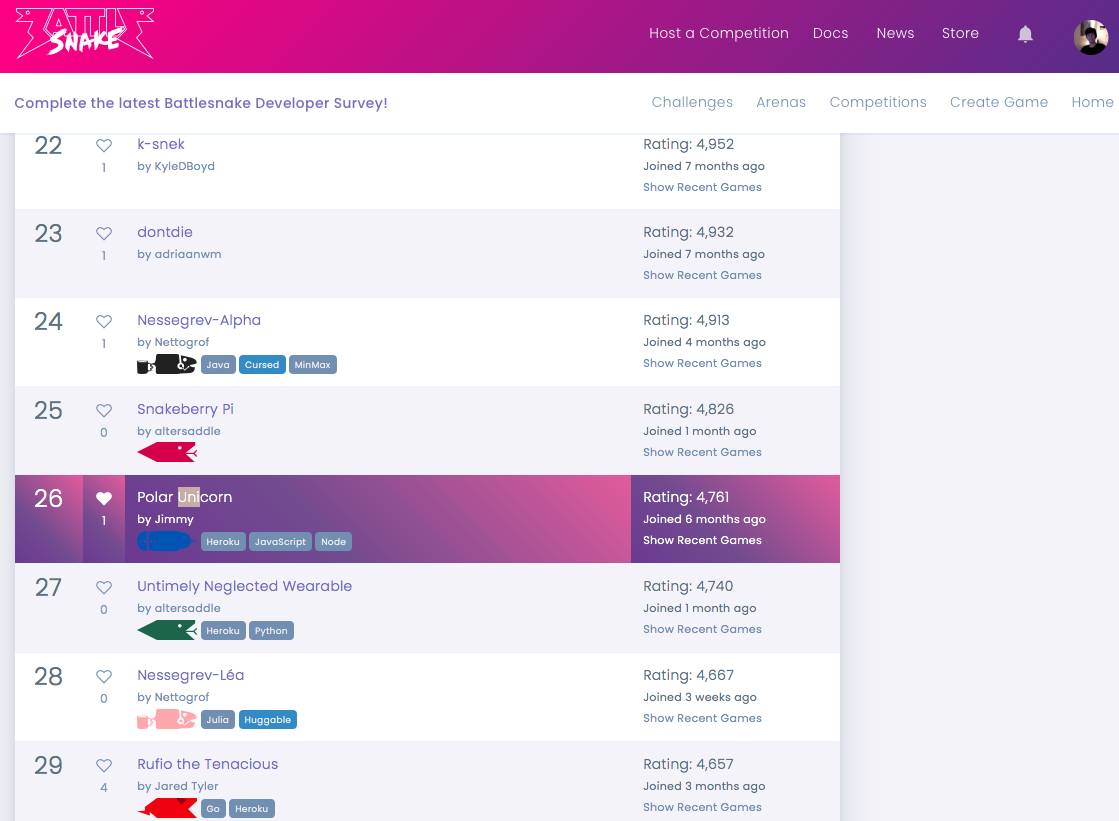 BATTLE
SNAKE
Host a Competition Docs News Store
Complete the latest Battlesnake Developer Survey!
Challenges Arenas Competitions Create Game Home
22 k-snek Rating: 4,952
1 by KyleDBoyd Joined 7 months ago
Show Recent Games
23 dontdie Rating: 4,932
1 by adriaanwm Joined 7 months ago
Show Recent Games
24 Nessegrev-Alpha Rating: 4,913
1 by Nettogrof Joined 4 months ago
Java Cursed MinMax Show Recent Games
25 Snakeberry Pi Rating: 4,826
0 by altersaddle Joined 1 month ago
Show Recent Games
26 Polar Unicorn Rating: 4,761
1 by Jimmy Joined 6 months ago
Heroku JavaScript Node Show Recent Games
27 Untimely Neglected Wearable Rating: 4,740
0 by altersaddle Joined 1 month ago
Heroku Python Show Recent Games
28 Nessegrev-Léa Rating: 4,667
0 by Nettogrof Joined 3 weeks ago
Julia Huggable Show Recent Games
29 Rufio the Tenacious Rating: 4,657
4 by Jared Tyler Joined 3 months ago
Go Heroku Show Recent Games